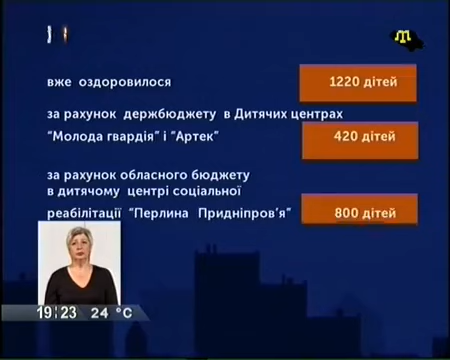 вже оздоровилося 1220 дітей
за рахунок держбюджету в Дитячих центрах
"Молода гвардія" і "Артек" 420 дітей
за рахунок обласного бюджету
в дитячому центрі соціальної
реабілітації "Перлина Придніпров'я" 800 дітей
19:23 24 °C